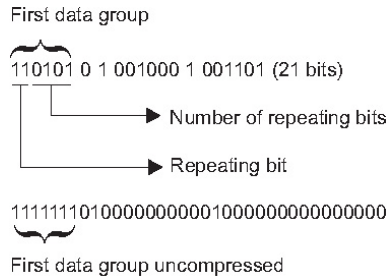 First data group
110101 0 1 001000 1 001101 (21 bits)
Number of repeating bits
Repeating bit
11111110100000000001000000000000000
First data group uncompressed